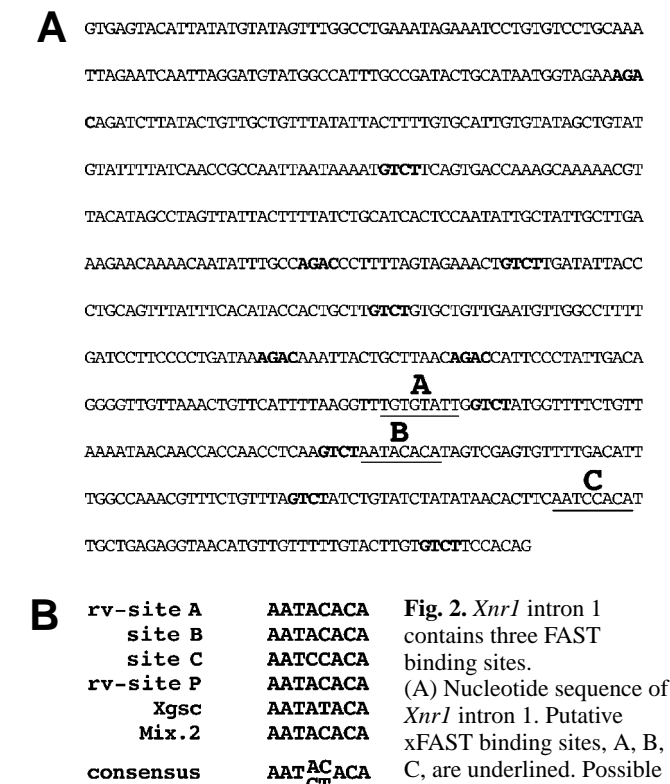 A
GTGAGTACATTATATGTATAGTTTGGCCTGAAATAGAAATCCTGTGTCCTGCAAA
TTAGAATCAATTAGGATGTATGGCCATTTGCCGATACTGCATAATGGTAGAAAGA
CAGATCTTATACTGTTGCTGTTTATATTACTTTTGTGCATTGTGTATAGCTGTAT
GTATTTTATCAACCGCCAATTAATAAAATGTCTTCAGTGACCAAAGCAAAAACGT
TACATAGCCTAGTTATTACTTTTATCTGCATCACTCCAATATTGCTATTGCTTGA
AAGAACAAAACAATATTTGCCAGACCCTTTTAGTAGAAACTGTCTTGATATTACC
CTGCAGTTTATTTCACATACCACTGCTTGTCTGTGCTGTTGAATGTTGGCCTTTT
GATCCTTCCCCTGATAAAGACAAATTACTGCTTAACAGACCATTCCCTATTGACA
A
GGGGTTGTTAAACTGTTCATTTTAAGGTTTGTGTATTGGTCTATGGTTTTCTGTT
B
AAAATAACAACCACCAACCTCAAGTCTAATACACATAGTCGAGTGTTTTGACATT
C
TGGCCAAACGTTTCTGTTTAGTCTATCTGTATCTATATAACACTTCAATCCACAT
TGCTGAGAGGTAACATGTTGTTTTTGTACTTGTGTCTTCCACAG
B
rv-site A AATACACA
site B AATACACA
site C AATCCACA
rv-site P AATACACA
Xgsc AATATACA
Mix.2 AATACACA
consensus AATACACA
CT
Fig. 2. Xnr1 intron 1
contains three FAST
binding sites.
(A) Nucleotide sequence of
Xnr1 intron 1. Putative
xFAST binding sites, A, B,
C, are underlined. Possible